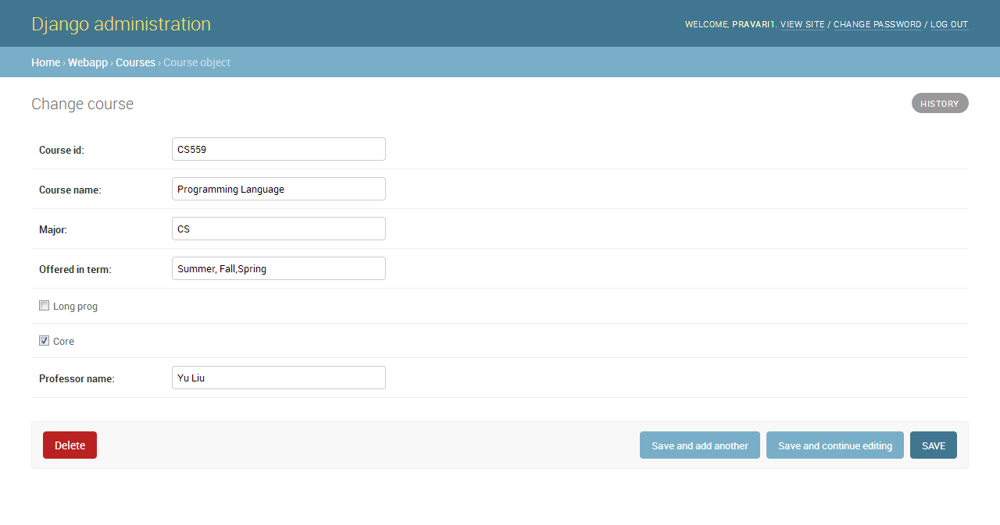 Django administration
WELCOME, PRAVARI1. VIEW SITE / CHANGE PASSWORD / LOG OUT
Home › Webapp › Courses › Course object
Change course
HISTORY
Course id: CS559
Course name: Programming Language
Major: CS
Offered in term: Summer, Fall,Spring
Long prog
Core
Professor name: Yu Liu
Delete Save and add another Save and continue editing SAVE